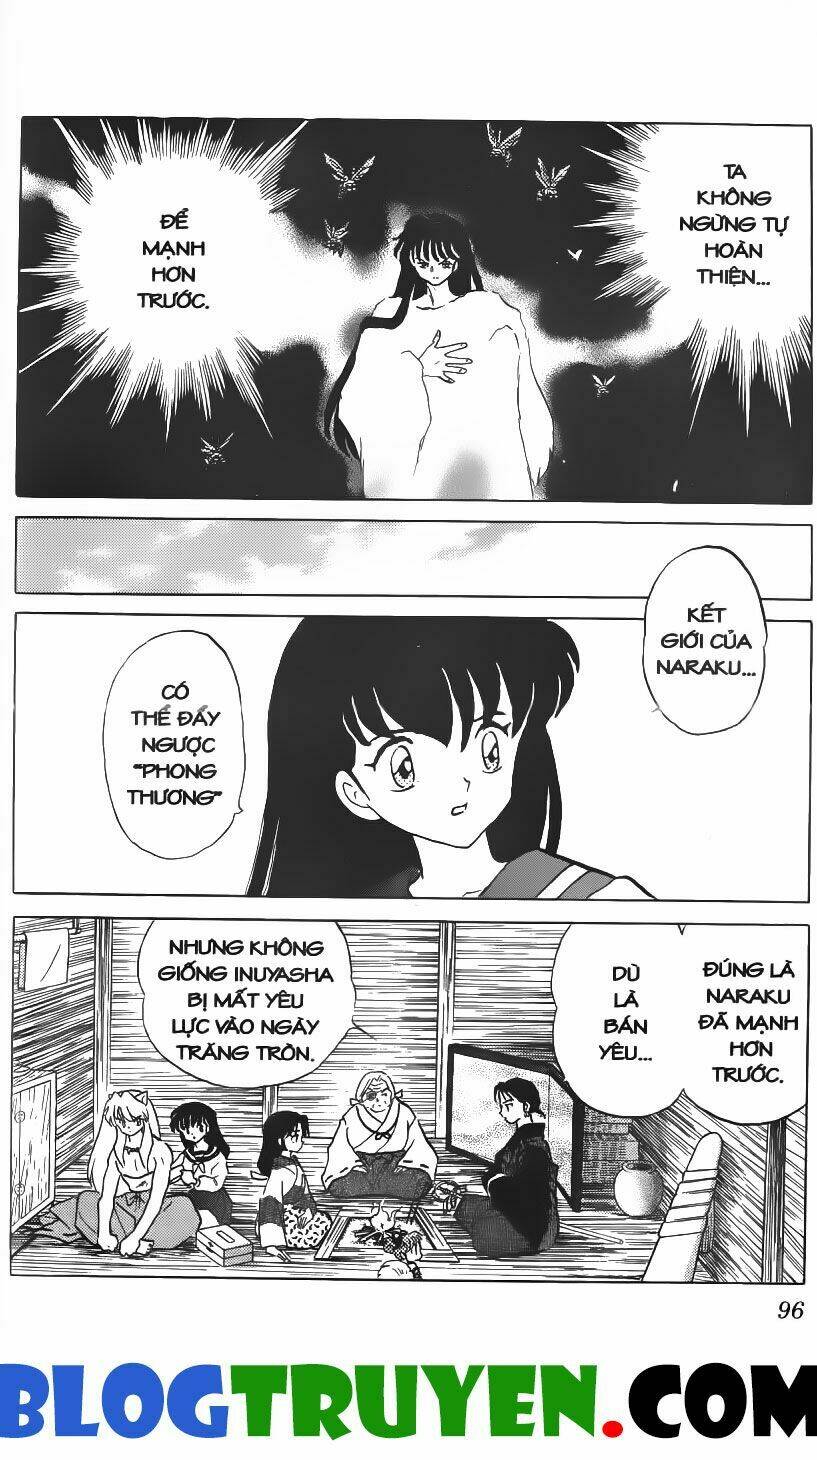 TA
KHÔNG
NGỪNG TỰ
HOÀN
THIỆN...
ĐỂ
MẠNH
HƠN
TRƯỚC.
KẾT
GIỚI CỦA
NARAKU...
CÓ
THỂ ĐẨY
NGƯỢC
"PHONG
THƯƠNG"
ĐÚNG LÀ
NARAKU
ĐÃ MẠNH
HƠN
TRƯỚC.
DÙ
LÀ
BÁN
YÊU...
NHƯNG KHÔNG
GIỐNG INUYASHA
BỊ MẤT YÊU
LỰC VÀO NGÀY
TRĂNG TRÒN.
96
BLOGTRUYEN.COM